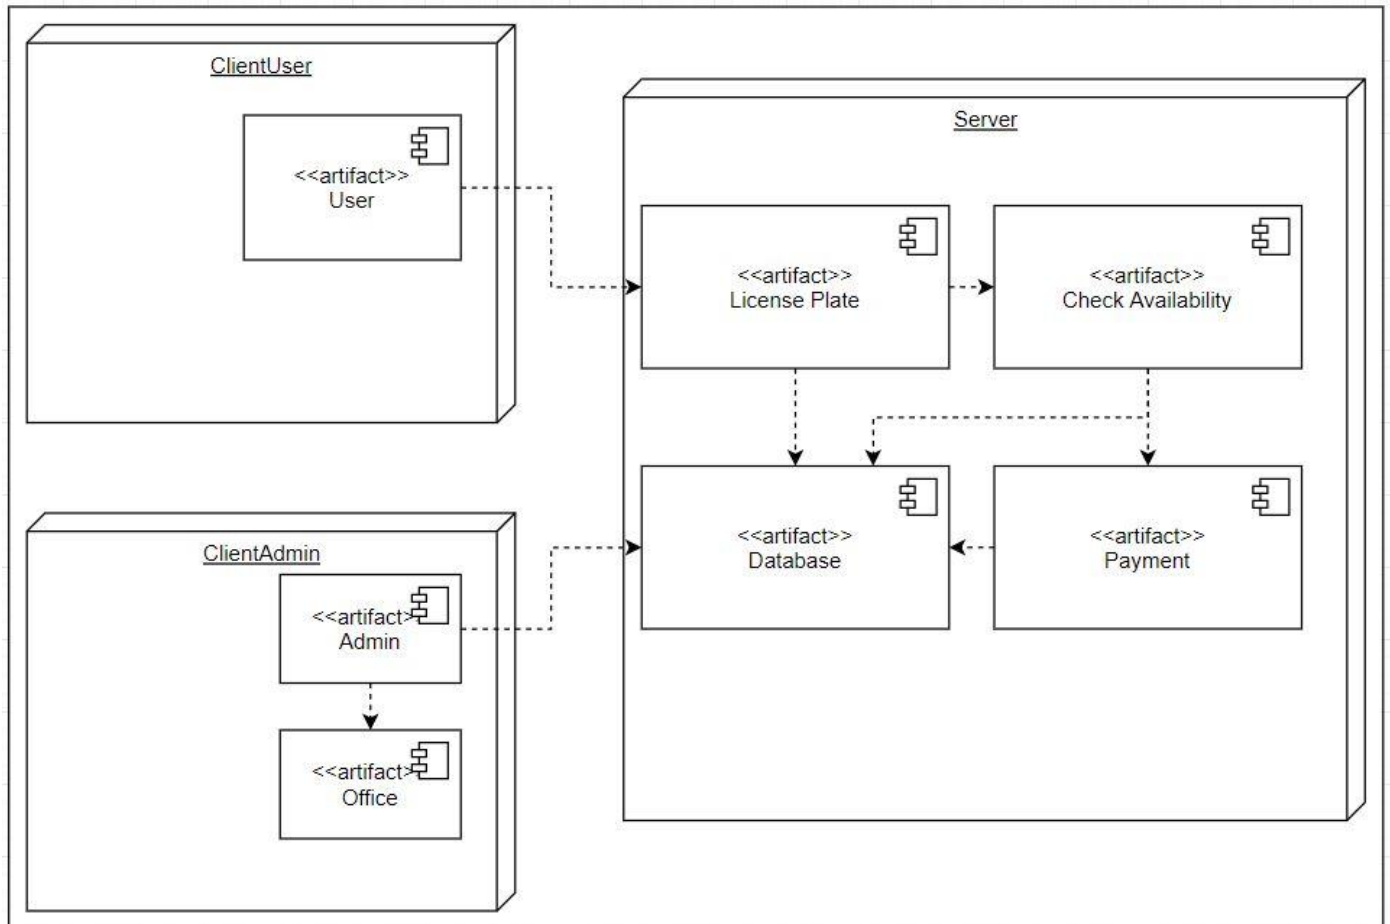 ClientUser
<<artifact>>
User
Server
<<artifact>>
License Plate
<<artifact>>
Check Availability
<<artifact>>
Database
<<artifact>>
Payment
ClientAdmin
<<artifact>
Admin
<<artifact>
Office